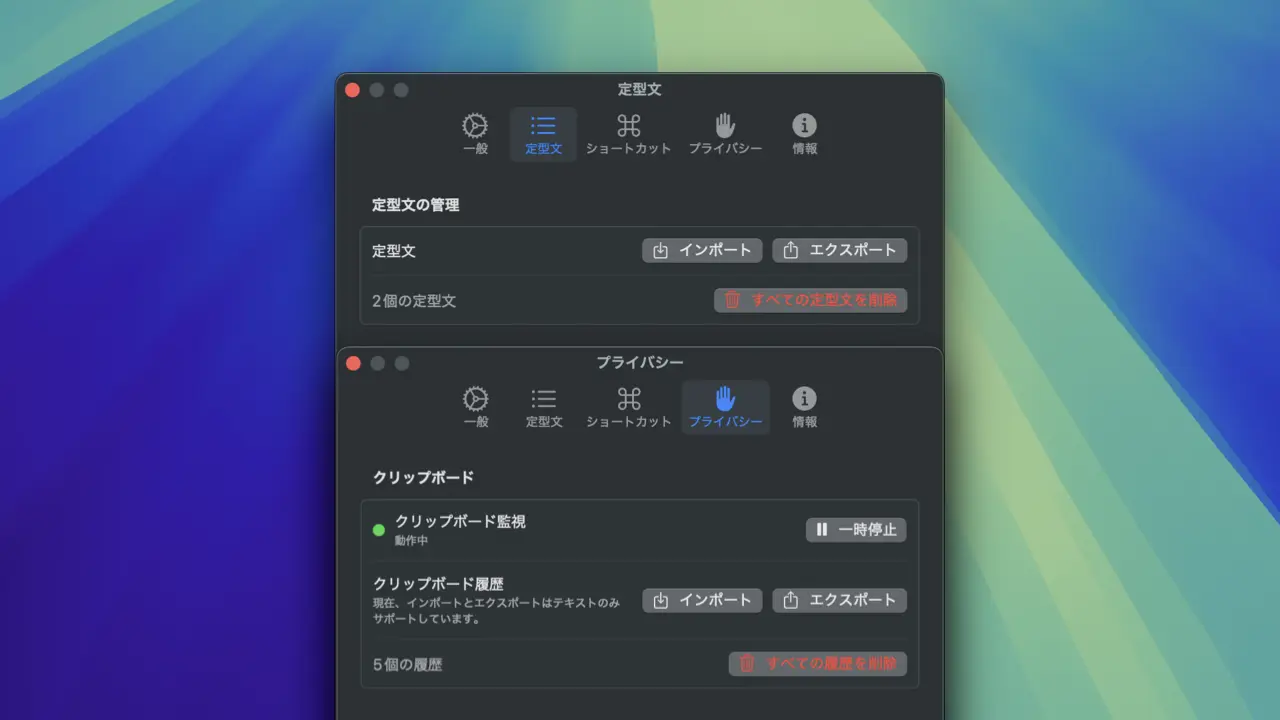 定型文
一般
定型文
ショートカット
プライバシー
情報
定型文の管理
定型文
インポート
エクスポート
2個の定型文
すべての定型文を削除
プライバシー
一般
定型文
ショートカット
プライバシー
情報
クリップボード
クリップボード監視
動作中
一時停止
クリップボード履歴
現在、インポートとエクスポートはテキストのみ
サポートしています。
インポート
エクスポート
5個の履歴
すべての履歴を削除